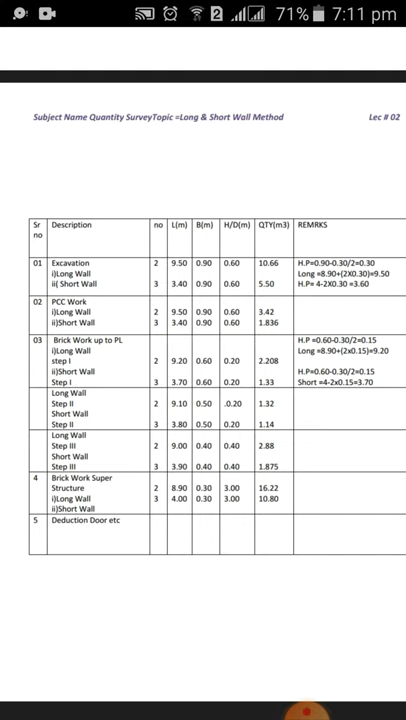 71% 7:11 pm
Subject Name Quantity SurveyTopic =Long & Short Wall Method Lec # 02
Sr no Description no L(m) B(m) H/D(m) QTY(m3) REMRKS
01 Excavation H.P=0.90-0.30/2=0.30
i)Long Wall 2 9.50 0.90 0.60 10.66 Long =8.90+(2X0.30)=9.50
ii( Short Wall 3 3.40 0.90 0.60 5.50 H.P= 4-2X0.30 =3.60
02 PCC Work
i)Long Wall 2 9.50 0.90 0.60 3.42
ii)Short Wall 3 3.40 0.90 0.60 1.836
03 Brick Work up to PL H.P =0.60-0.30/2=0.15
i)Long Wall Long =8.90+(2x0.15)=9.20
step I 2 9.20 0.60 0.20 2.208
ii)Short Wall H.P=0.60-0.30/2=0.15
Step I 3 3.70 0.60 0.20 1.33 Short =4-2x0.15=3.70
Long Wall
Step II 2 9.10 0.50 .0.20 1.32
Short Wall
Step II 3 3.80 0.50 0.20 1.14
Long Wall
Step III 2 9.00 0.40 0.40 2.88
Short Wall
Step III 3 3.90 0.40 0.40 1.875
4 Brick Work Super
Structure 2 8.90 0.30 3.00 16.22
i)Long Wall 3 4.00 0.30 3.00 10.80
ii)Short Wall
5 Deduction Door etc